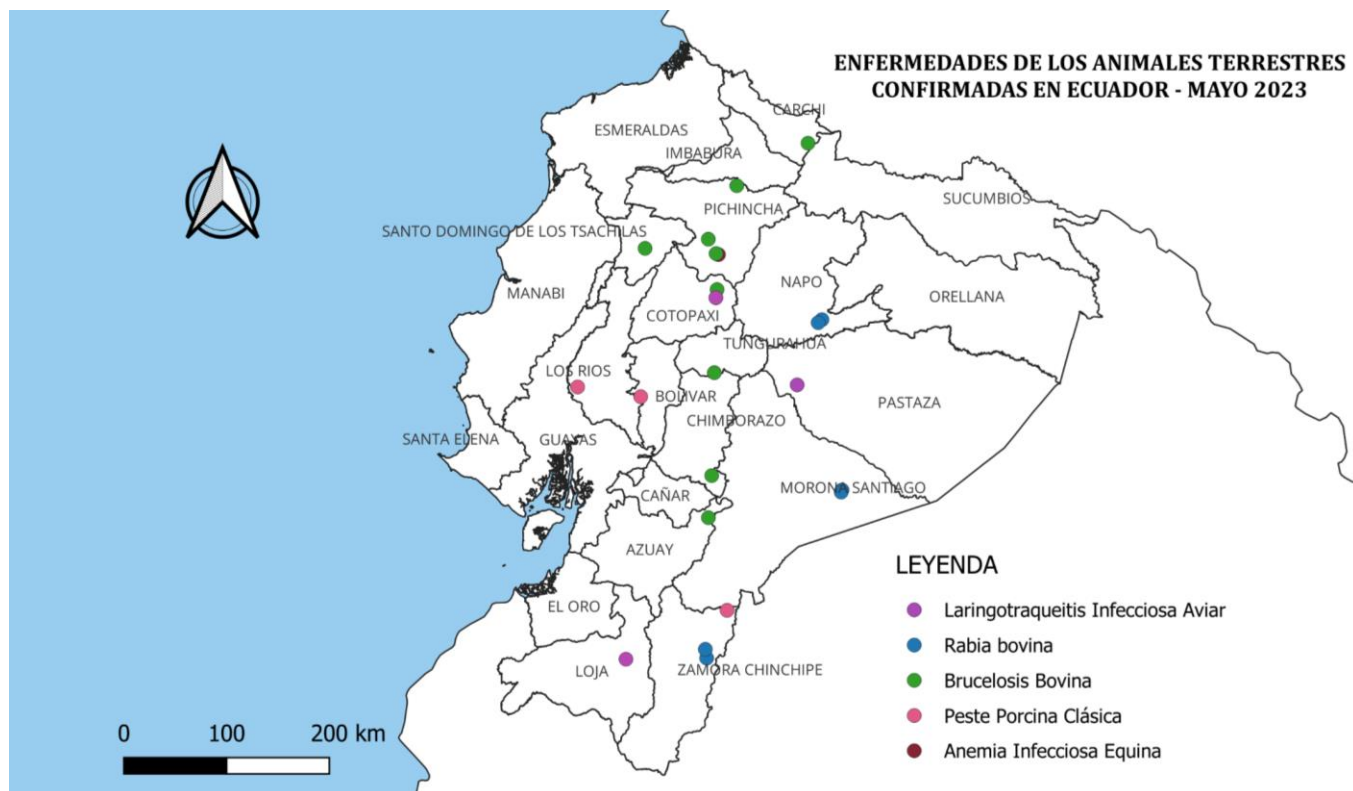 ENFERMEDADES DE LOS ANIMALES TERRESTRES
CONFIRMADAS EN ECUADOR - MAYO 2023
CARCHI
ESMERALDAS
IMBABURA
SUCUMBIOS
PICHINCHA
SANTO DOMINGO DE LOS TSACHILAS
NAPO
MANABI
ORELLANA
COTOPAXI
TUNGURAHUA
LOS RIOS
BOLIVAR
PASTAZA
CHIMBORAZO
SANTA ELENA
GUAYAS
MORONA SANTIAGO
CAÑAR
AZUAY
LEYENDA
EL ORO
Laringotraqueitis Infecciosa Aviar
Rabia bovina
LOJA
ZAMORA CHINCHIPE
Brucelosis Bovina
Peste Porcina Clásica
Anemia Infecciosa Equina
0 100 200 km